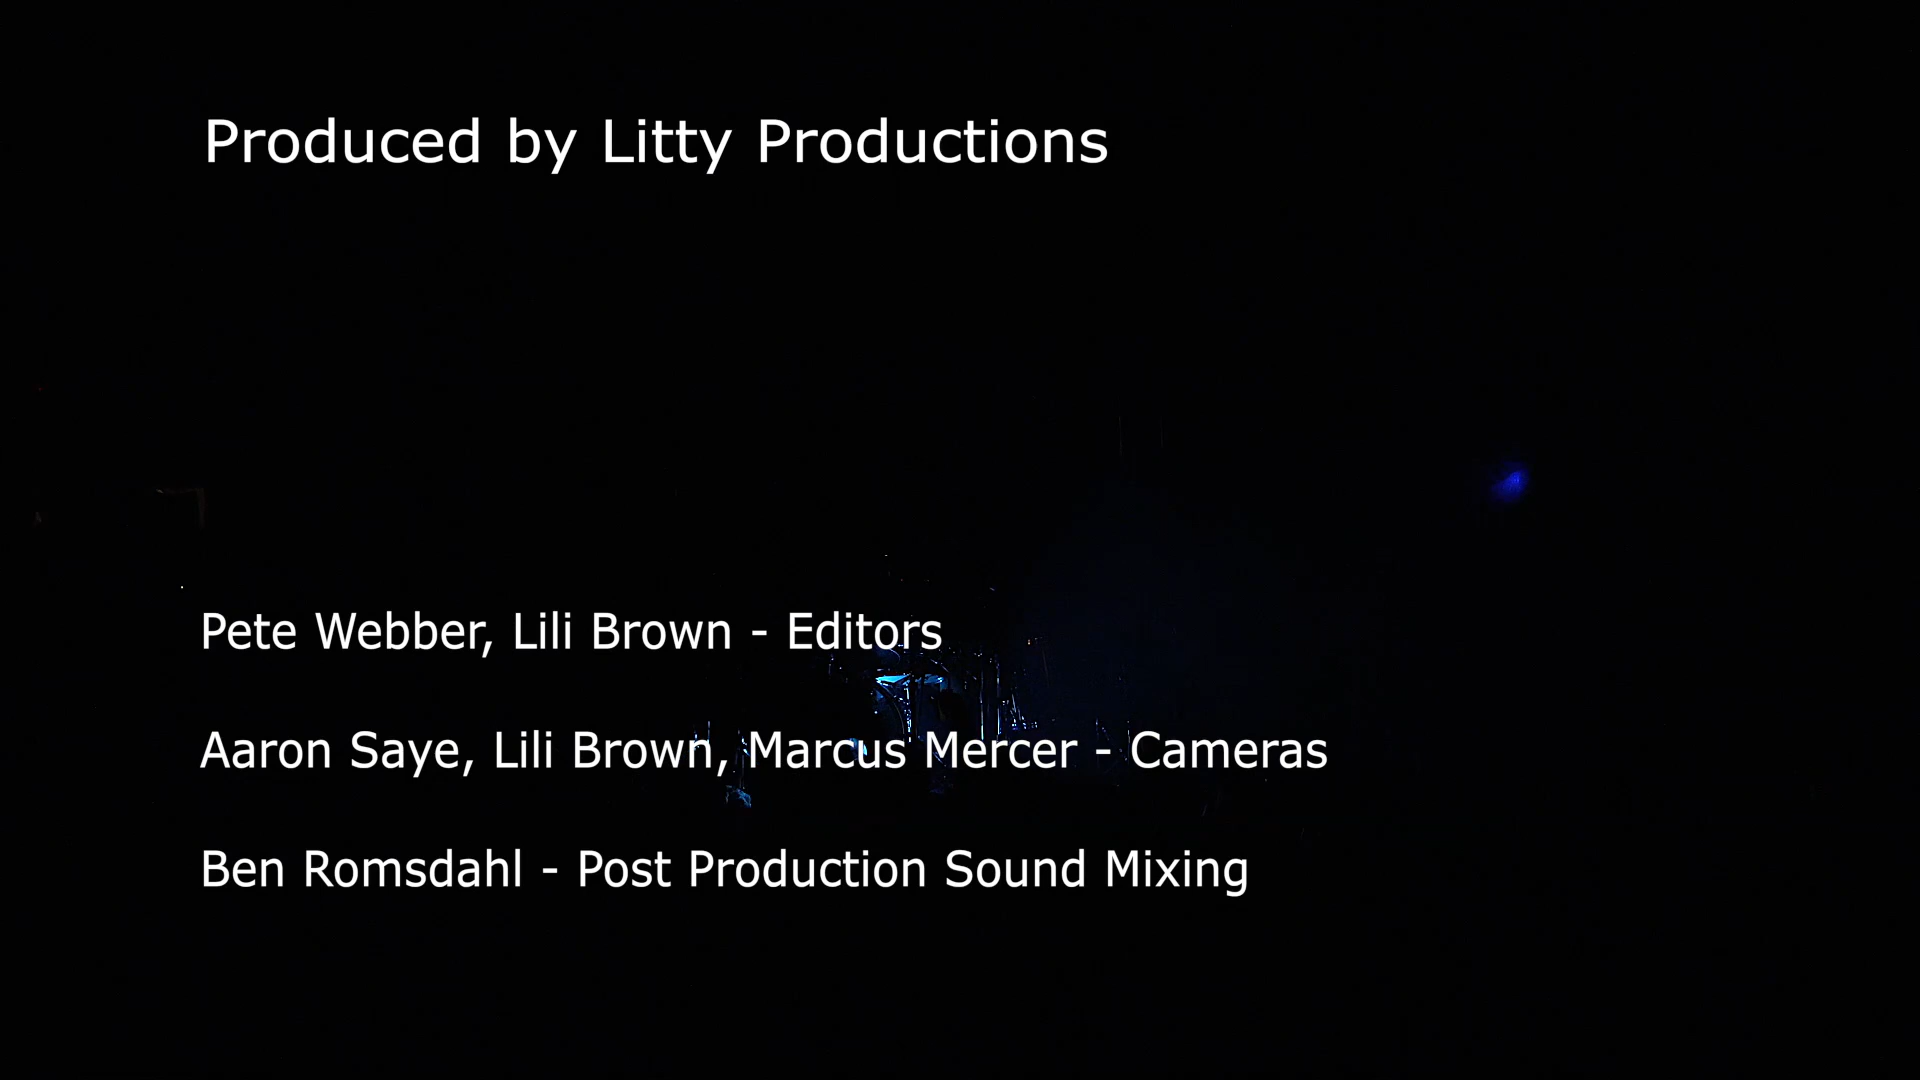 Produced by Litty Productions
Pete Webber, Lili Brown - Editors
Aaron Saye, Lili Brown, Marcus Mercer - Cameras
Ben Romsdahl - Post Production Sound Mixing